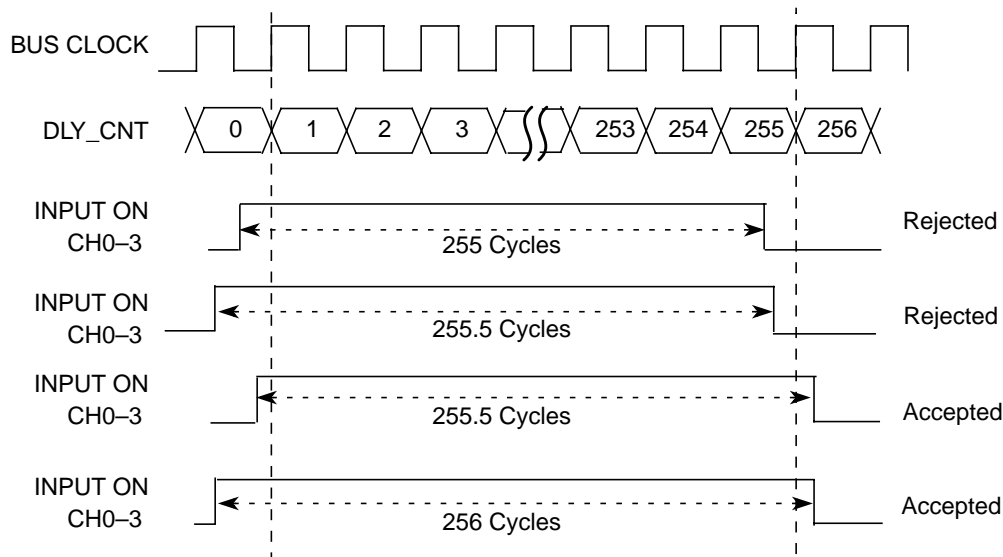 BUS CLOCK
DLY_CNT
0 1 2 3 253 254 255 256
INPUT ON
CH0–3
255 Cycles
Rejected
INPUT ON
CH0–3
255.5 Cycles
Rejected
INPUT ON
CH0–3
255.5 Cycles
Accepted
INPUT ON
CH0–3
256 Cycles
Accepted